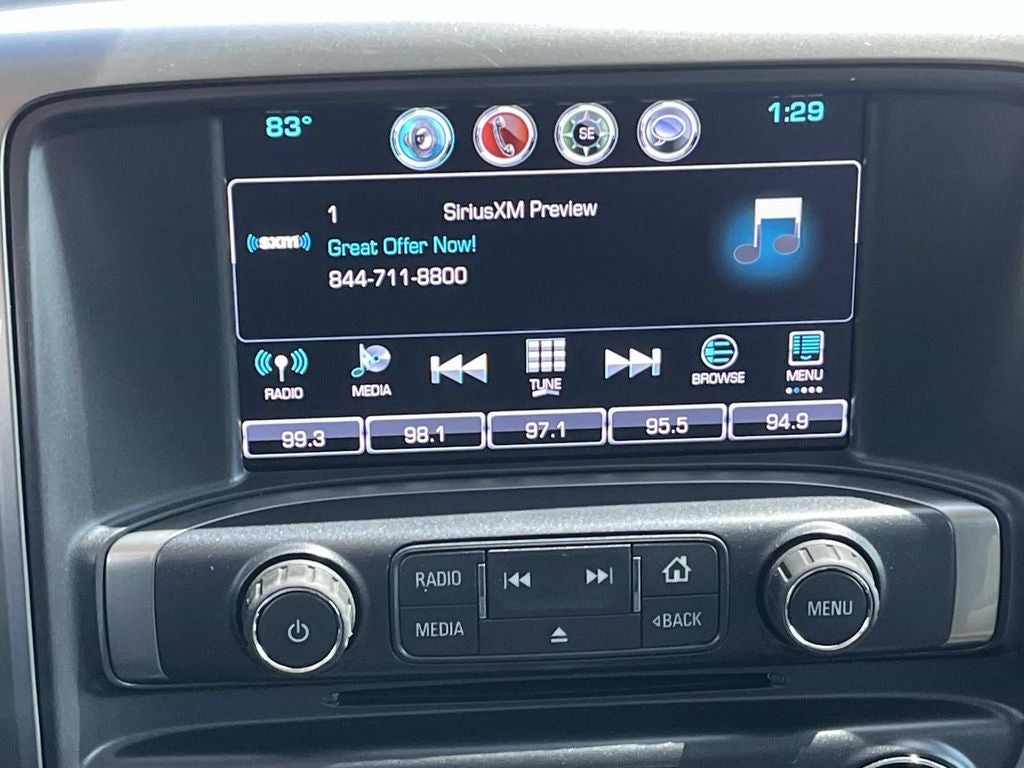 83° SE 1:29
1 SiriusXM Preview
((sxm)) Great Offer Now!
844-711-8800
RADIO MEDIA TUNE BROWSE MENU
99.3 98.1 97.1 95.5 94.9
RADIO
MEDIA BACK
MENU